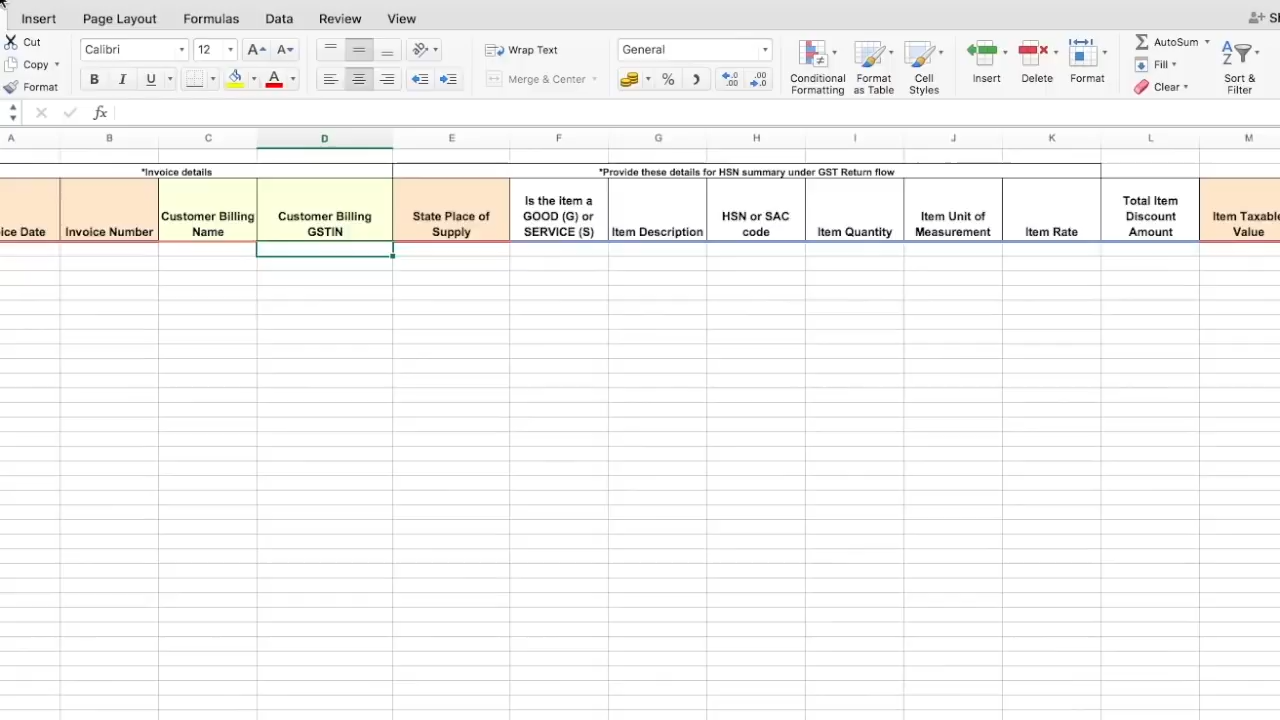 Insert Page Layout Formulas Data Review View
Cut Calibri 12 A A Wrap Text General AutoSum
Copy Fill
Format B I U A Merge & Center % Conditional Formatting Format as Table Cell Styles Insert Delete Format Clear Sort & Filter
fx
A B C D E F G H I J K L M
*Invoice details *Provide these details for HSN summary under GST Return flow
ice Date
Invoice Number
Customer Billing
Name
Customer Billing
GSTIN
State Place of
Supply
Is the Item a
GOOD (G) or
SERVICE (S)
Item Description
HSN or SAC
code
Item Quantity
Item Unit of
Measurement
Item Rate
Total Item
Discount
Amount
Item Taxable
Value